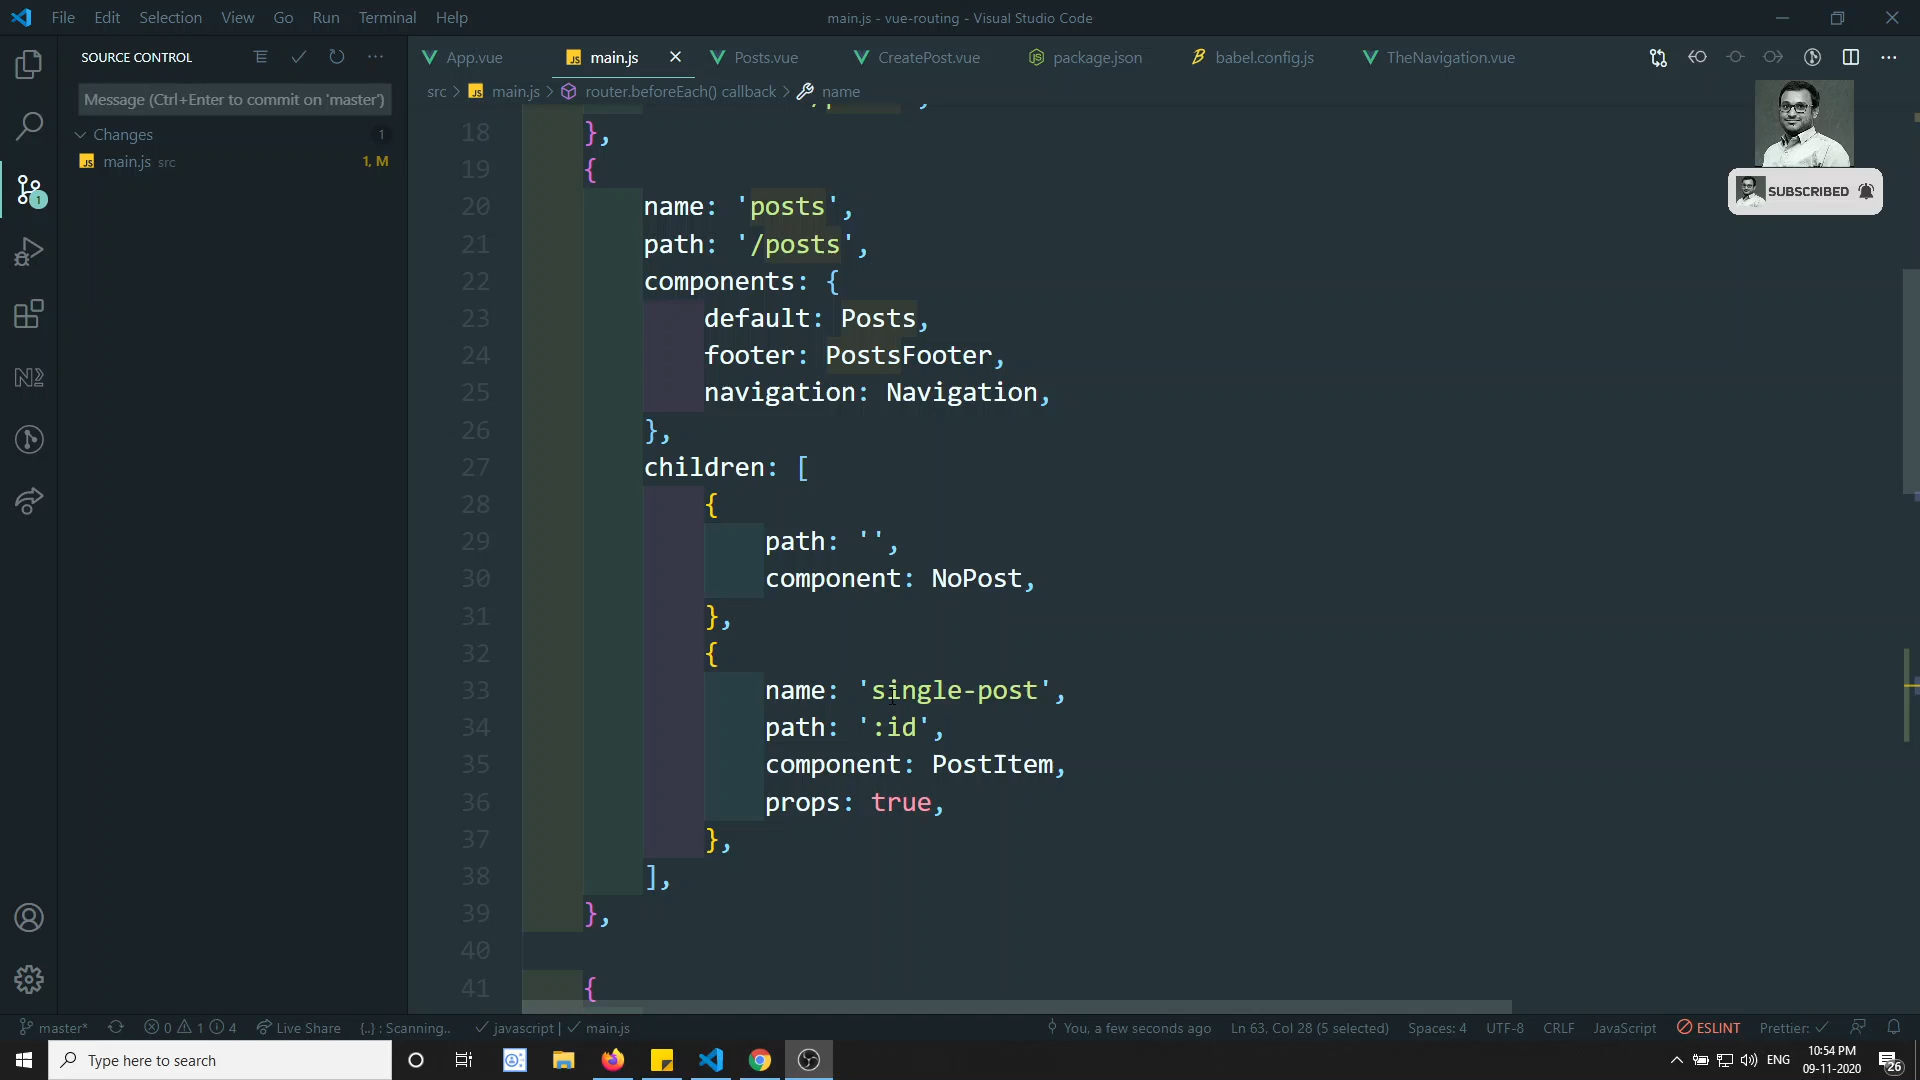 File Edit Selection View Go Run Terminal Help
main.js - vue-routing - Visual Studio Code
SOURCE CONTROL
App.vue
main.js
Posts.vue
CreatePost.vue
package.json
babel.config.js
TheNavigation.vue
Message (Ctrl+Enter to commit on 'master')
src > main.js > router.beforeEach() callback > name
Changes 1
main.js src 1, M
SUBSCRIBED
18 },
19 {
20 name: 'posts',
21 path: '/posts',
22 components: {
23 default: Posts,
24 footer: PostsFooter,
25 navigation: Navigation,
26 },
27 children: [
28 {
29 path: '',
30 component: NoPost,
31 },
32 {
33 name: 'single-post',
34 path: ':id',
35 component: PostItem,
36 props: true,
37 },
38 ],
39 },
40
41 {
1
master* 0 1 4 Live Share {..} : Scanning.. javascript | main.js You, a few seconds ago Ln 63, Col 28 (5 selected) Spaces: 4 UTF-8 CRLF JavaScript ESLINT Prettier:
Type here to search
ENG
10:54 PM
09-11-2020
26